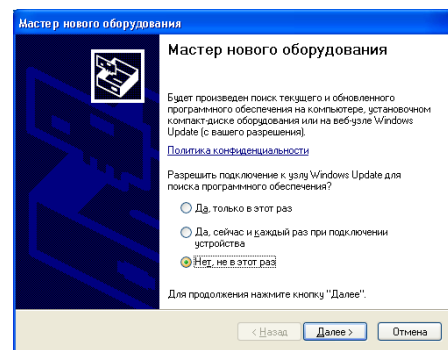 Мастер нового оборудования
Мастер нового оборудования
Будет произведен поиск текущего и обновленного
программного обеспечения на компьютере, установочном
компакт-диске оборудования или на веб-узле Windows
Update (с вашего разрешения).
Политика конфиденциальности
Разрешить подключение к узлу Windows Update для
поиска программного обеспечения?
Да, только в этот раз
Да, сейчас и каждый раз при подключении
устройства
Нет, не в этот раз
Для продолжения нажмите кнопку "Далее".
< Назад Далее > Отмена